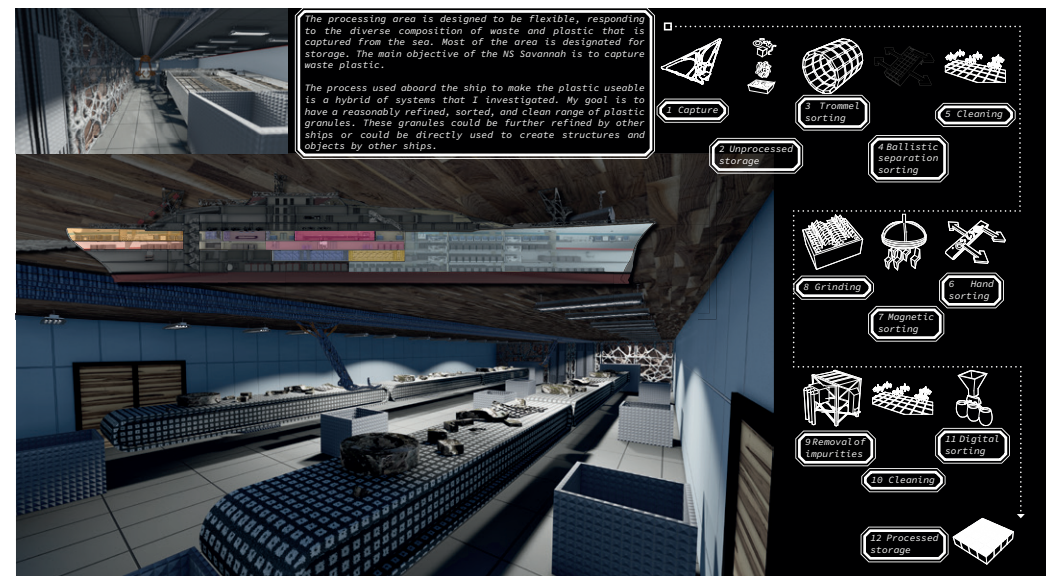 The processing area is designed to be flexible, responding
to the diverse composition of waste and plastic that is
captured from the sea. Most of the area is designated for
storage. The main objective of the NS Savannah is to capture
waste plastic.
The process used aboard the ship to make the plastic useable
is a hybrid of systems that I investigated. My goal is to
have a reasonably refined, sorted, and clean range of plastic
granules. These granules could be further refined by other
ships or could be directly used to create structures and
objects by other ships.
1 Capture
2 Unprocessed
storage
3 Trommel
sorting
4 Ballistic
separation
sorting
5 Cleaning
6 Hand
sorting
7 Magnetic
sorting
8 Grinding
9 Removal of
impurities
10 Cleaning
11 Digital
sorting
12 Processed
storage